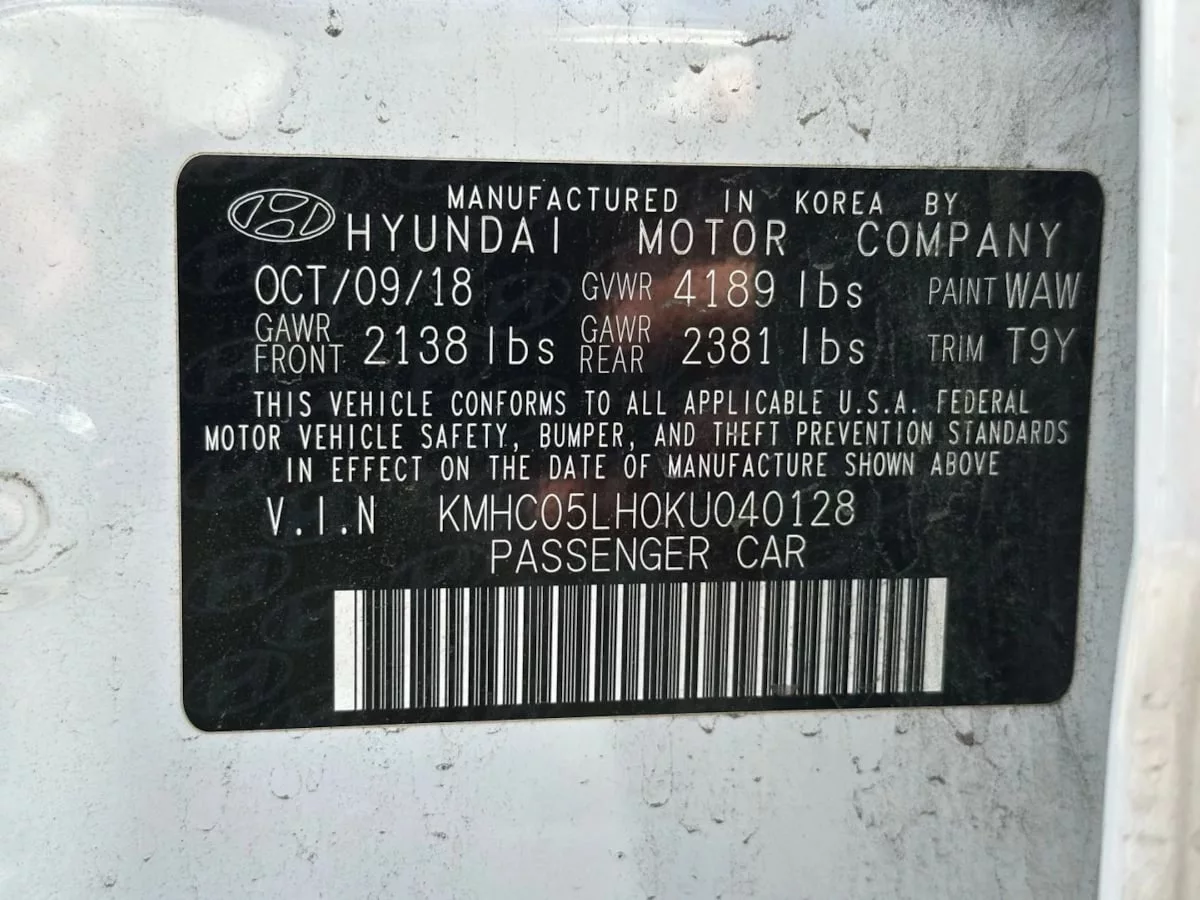 MANUFACTURED IN KOREA BY
HYUNDAI MOTOR COMPANY
OCT/09/18 GVWR 4189 lbs PAINT WAW
GAWR FRONT 2138 lbs GAWR REAR 2381 lbs TRIM T9Y
THIS VEHICLE CONFORMS TO ALL APPLICABLE U.S.A. FEDERAL
MOTOR VEHICLE SAFETY, BUMPER, AND THEFT PREVENTION STANDARDS
IN EFFECT ON THE DATE OF MANUFACTURE SHOWN ABOVE
V.I.N KMHC05LH0KU040128
PASSENGER CAR